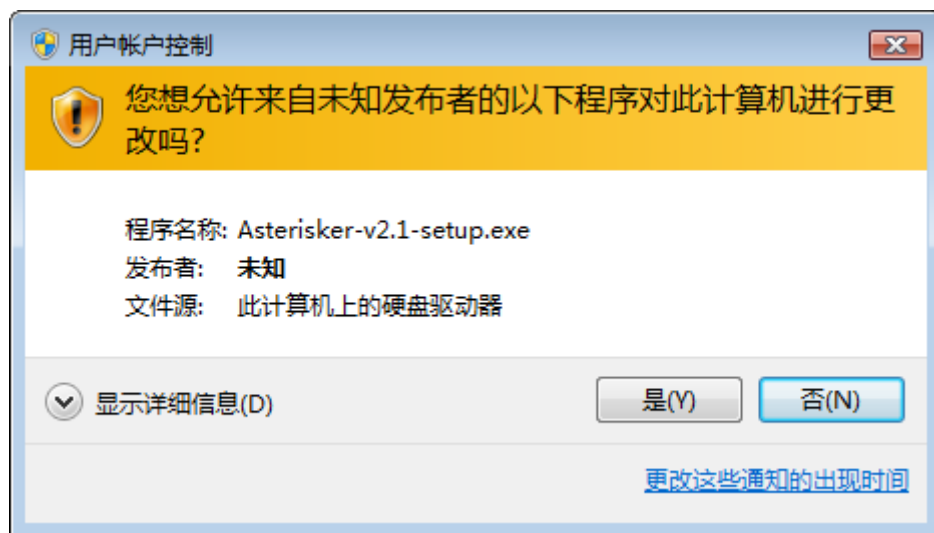 用户帐户控制
您想允许来自未知发布者的以下程序对此计算机进行更
改吗?
程序名称: Asterisker-v2.1-setup.exe
发布者: 未知
文件源: 此计算机上的硬盘驱动器
显示详细信息(D)
是(Y)
否(N)
更改这些通知的出现时间